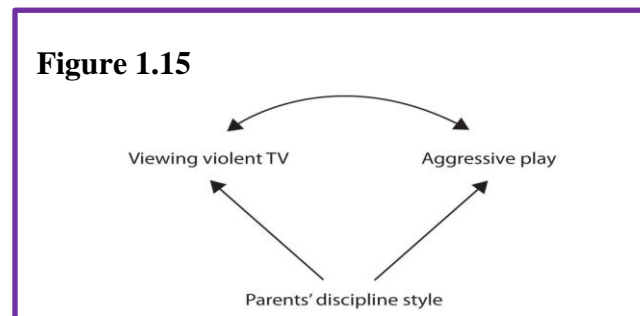 Figure 1.15
Viewing violent TV Aggressive play
Parents’ discipline style